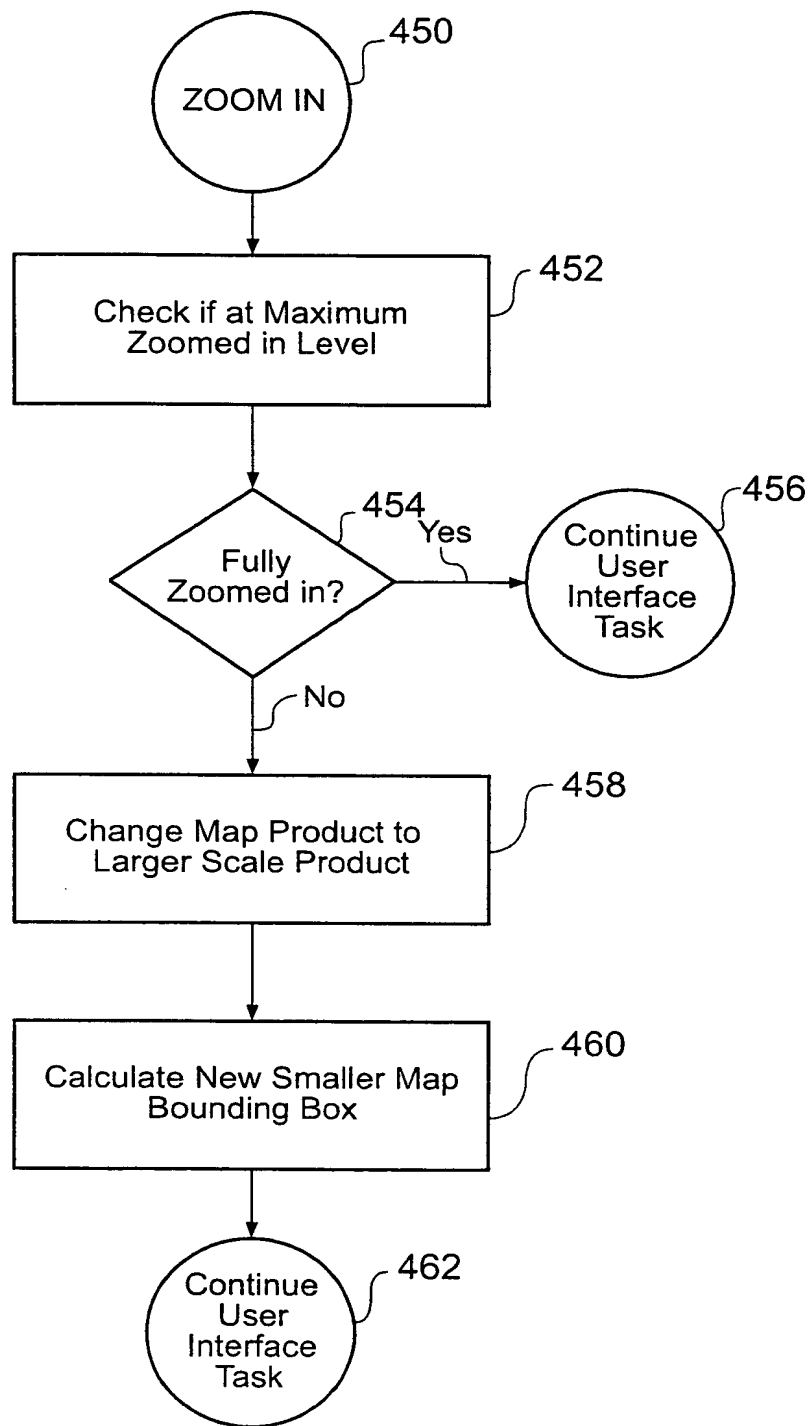 450
ZOOM IN
452
Check if at Maximum
Zoomed in Level
454
Fully
Zoomed in?
Yes
456
Continue
User
Interface
Task
No
458
Change Map Product to
Larger Scale Product
460
Calculate New Smaller Map
Bounding Box
462
Continue
User
Interface
Task